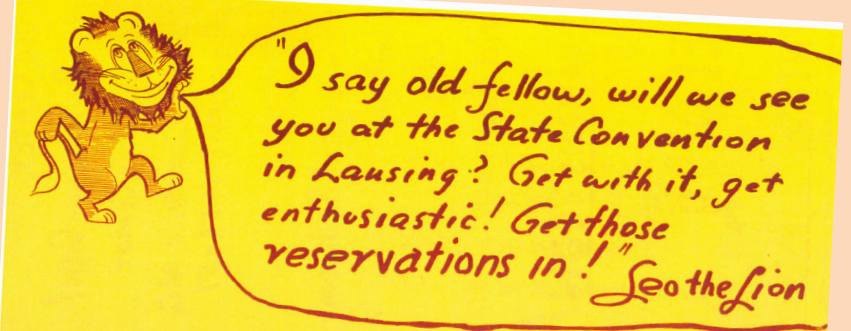 "I say old fellow, will we see
you at the State Convention
in Lausing? Get with it, get
enthusiastic! Get those
reservations in!" Leo the Lion